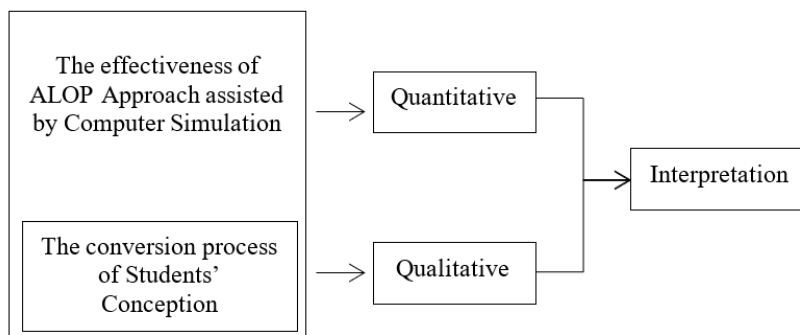 The effectiveness of
ALOP Approach assisted
by Computer Simulation
Quantitative
Interpretation
The conversion process
of Students’
Conception
Qualitative